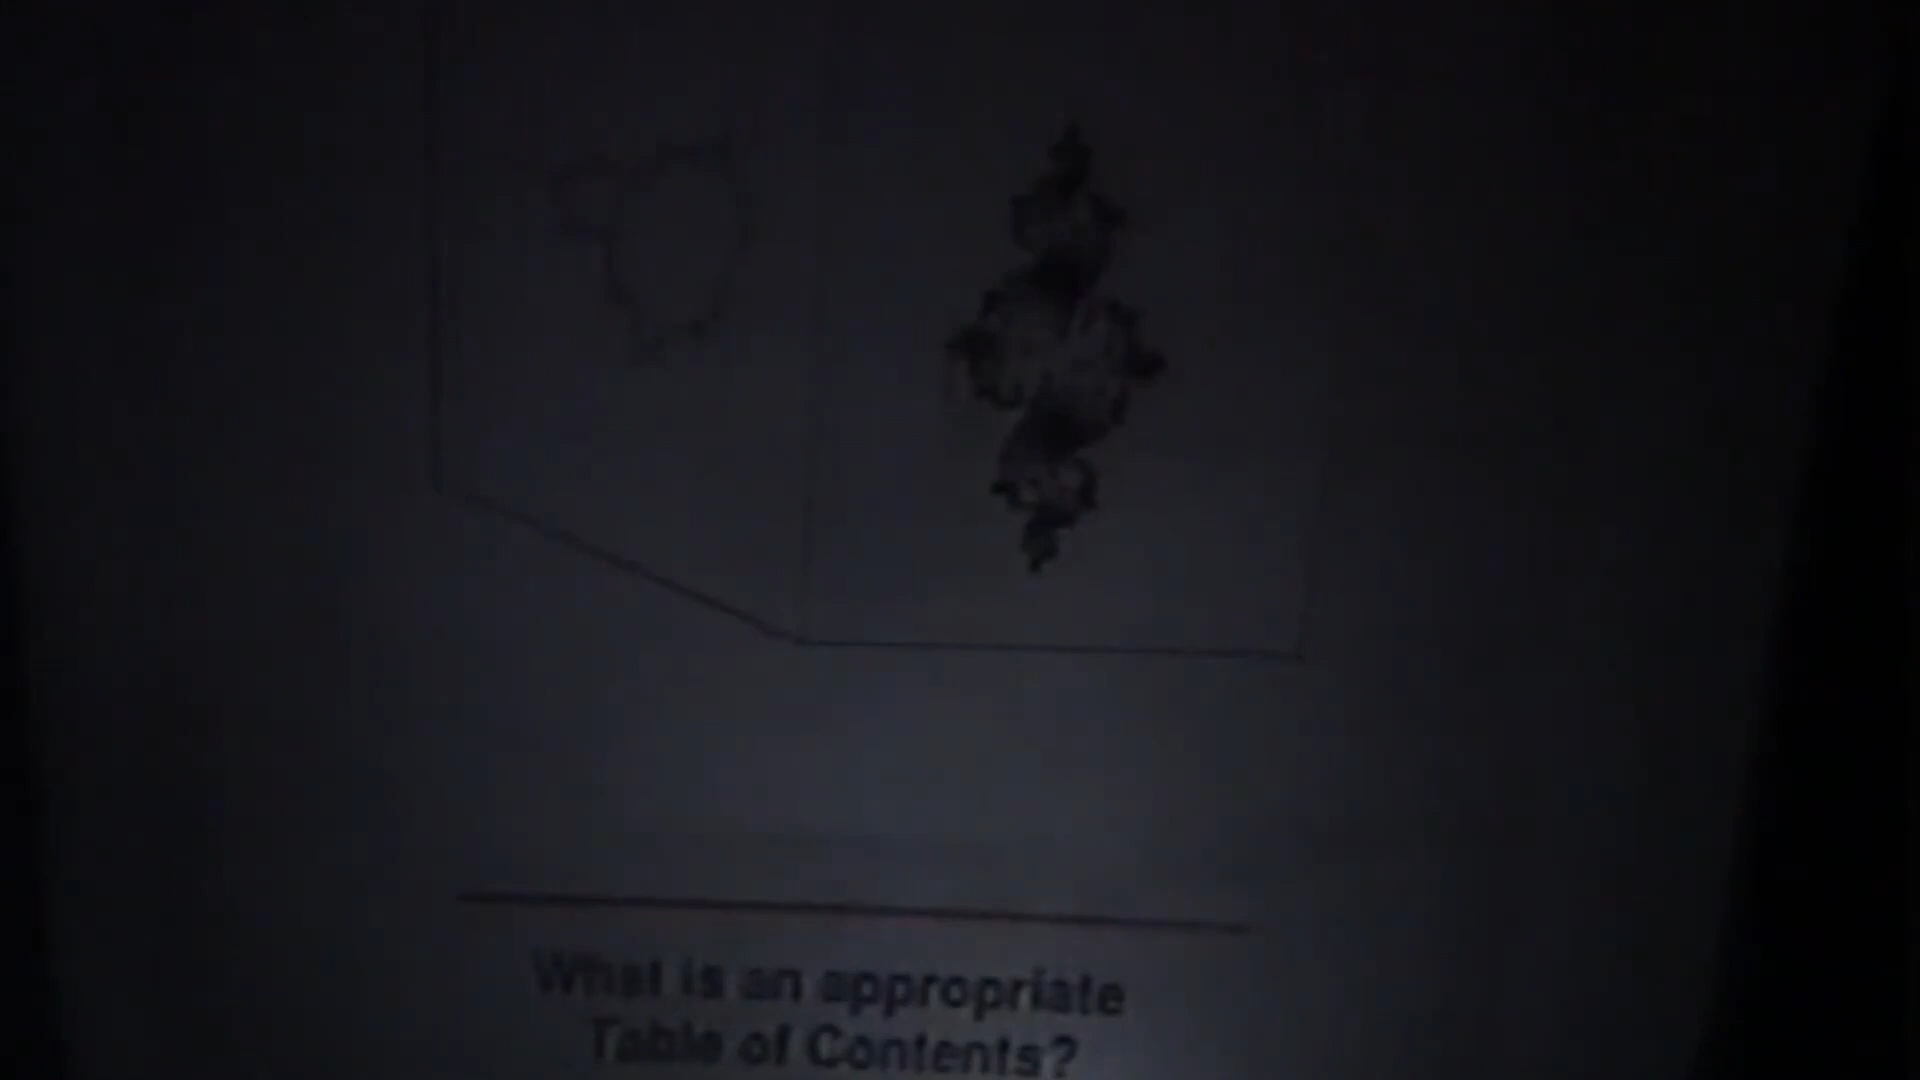 What is an appropriate
Table of Contents?